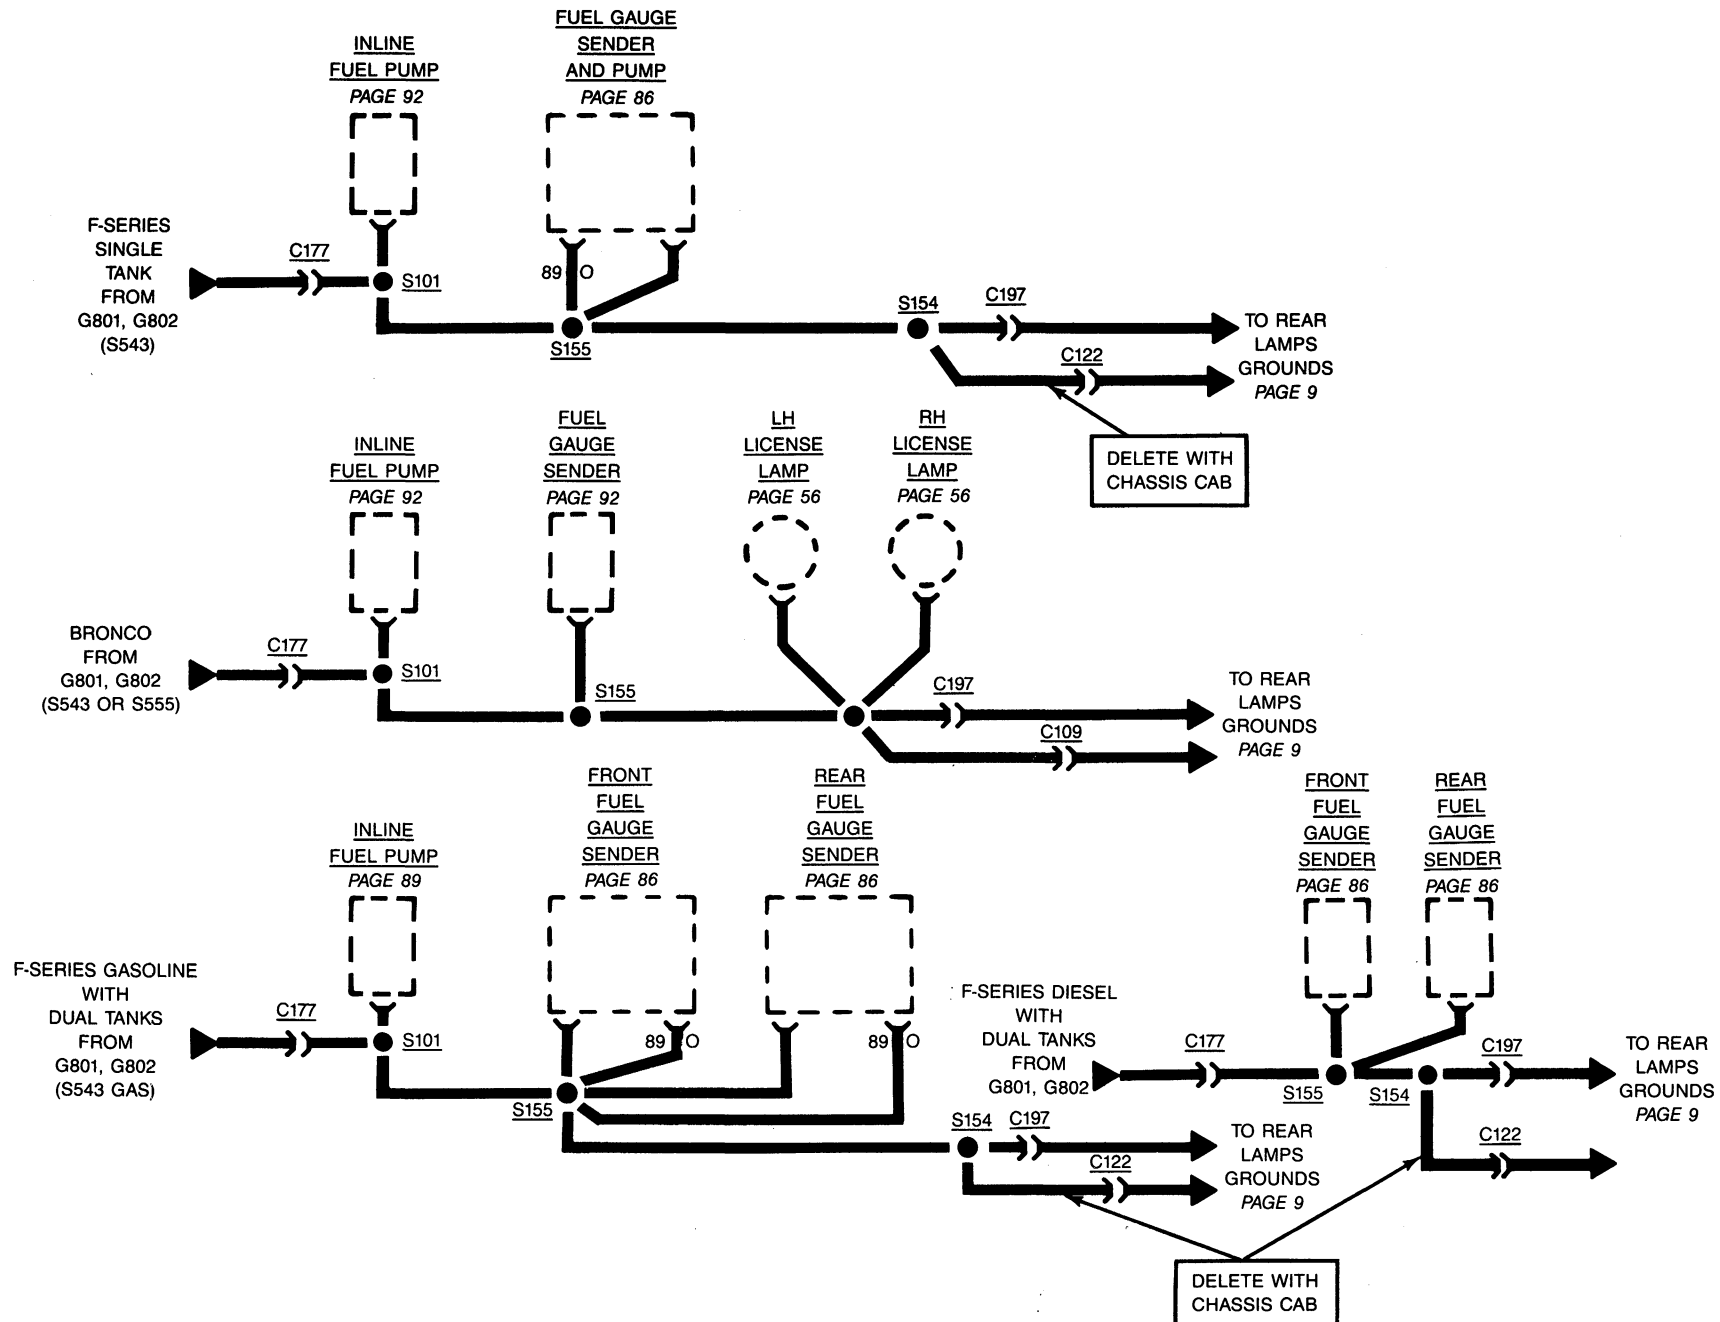 INLINE
FUEL PUMP
PAGE 92
FUEL GAUGE
SENDER
AND PUMP
PAGE 86
F-SERIES
SINGLE
TANK
FROM
G801, G802
(S543)
C177
S101
89 O
S155
S154
C197
C122
TO REAR
LAMPS
GROUNDS
PAGE 9
DELETE WITH
CHASSIS CAB
INLINE
FUEL PUMP
PAGE 92
FUEL
GAUGE
SENDER
PAGE 92
LH
LICENSE
LAMP
PAGE 56
RH
LICENSE
LAMP
PAGE 56
BRONCO
FROM
G801, G802
(S543 OR S555)
C177
S101
S155
C197
C109
TO REAR
LAMPS
GROUNDS
PAGE 9
INLINE
FUEL PUMP
PAGE 89
FRONT
FUEL
GAUGE
SENDER
PAGE 86
REAR
FUEL
GAUGE
SENDER
PAGE 86
F-SERIES GASOLINE
WITH
DUAL TANKS
FROM
G801, G802
(S543 GAS)
C177
S101
89 O
89 O
S155
S154
C197
C122
TO REAR
LAMPS
GROUNDS
PAGE 9
FRONT
FUEL
GAUGE
SENDER
PAGE 86
REAR
FUEL
GAUGE
SENDER
PAGE 86
F-SERIES DIESEL
WITH
DUAL TANKS
FROM
G801, G802
C177
S155
S154
C197
C122
TO REAR
LAMPS
GROUNDS
PAGE 9
DELETE WITH
CHASSIS CAB